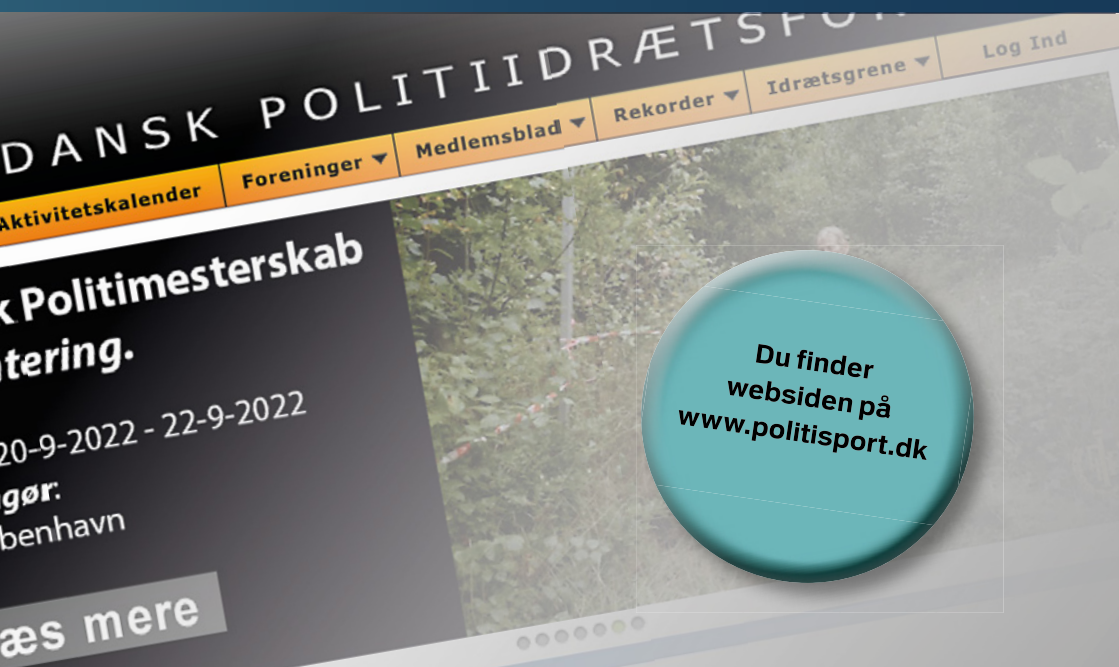 DANSK POLITIIDRÆTSFOR
Aktivitetskalender Foreninger Medlemsblad Rekorder Idrætsgrene Log Ind
k Politimesterskab
tering.
20-9-2022 - 22-9-2022
gør:
benhavn
æs mere
Du finder
websiden på
www.politisport.dk